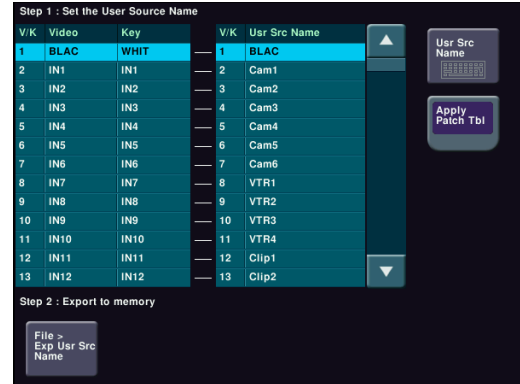 Step 1 : Set the User Source Name
V/K Video Key V/K Usr Src Name
1 BLAC WHIT 1 BLAC
2 IN1 IN1 2 Cam1
3 IN2 IN2 3 Cam2
4 IN3 IN3 4 Cam3
5 IN4 IN4 5 Cam4
6 IN5 IN5 6 Cam5
7 IN6 IN6 7 Cam6
8 IN7 IN7 8 VTR1
9 IN8 IN8 9 VTR2
10 IN9 IN9 10 VTR3
11 IN10 IN10 11 VTR4
12 IN11 IN11 12 Clip1
13 IN12 IN12 13 Clip2
Usr Src
Name
Apply
Patch Tbl
Step 2 : Export to memory
File >
Exp Usr Src
Name